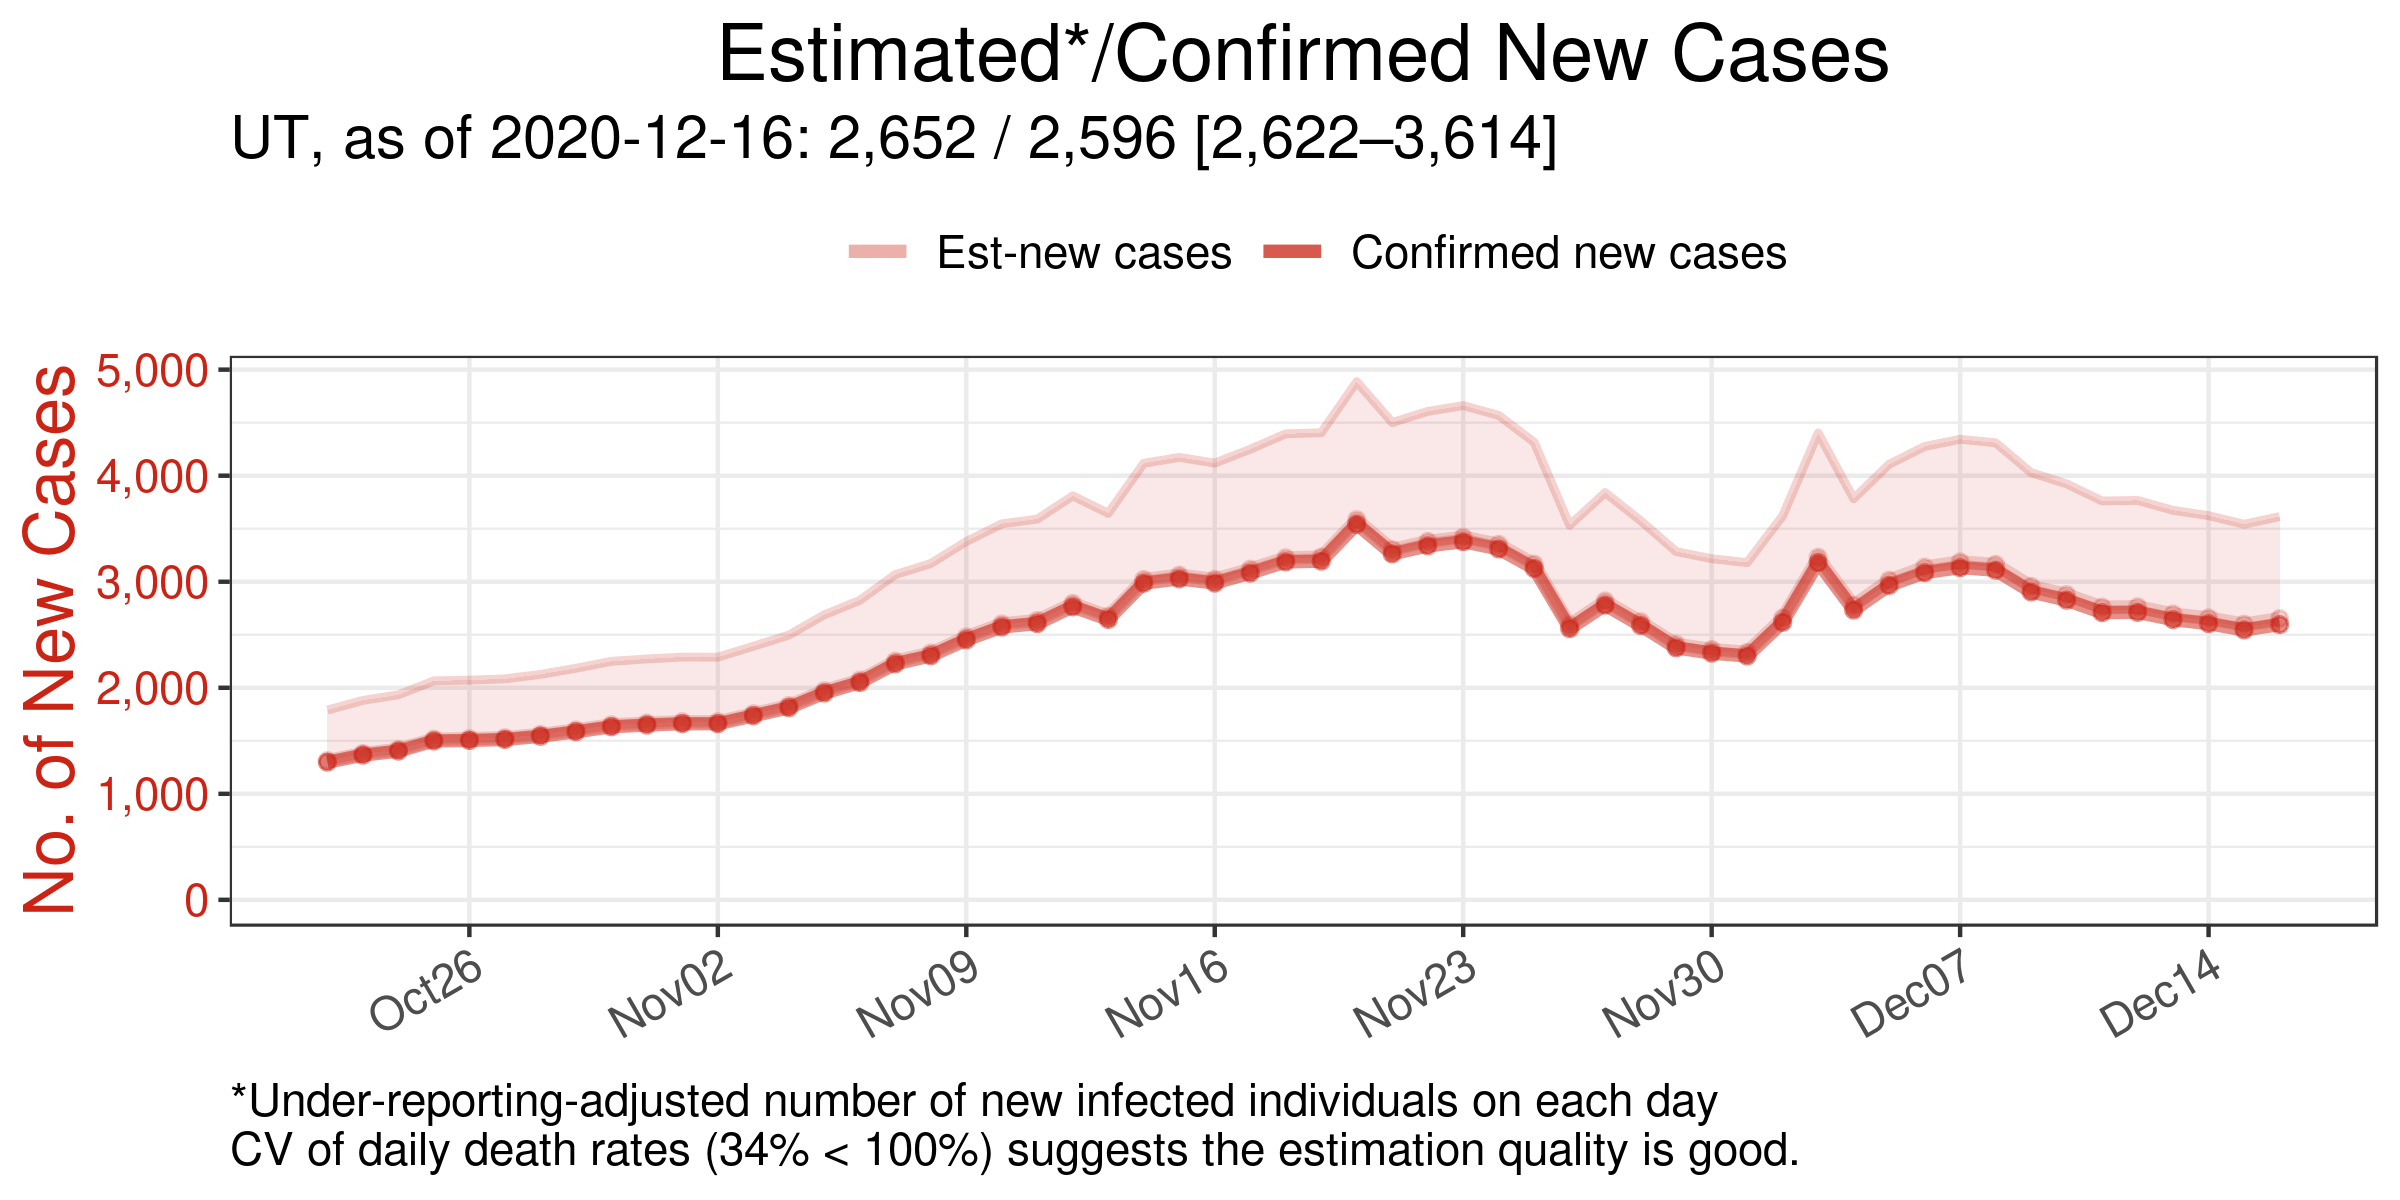 Estimated*/Confirmed New Cases
UT, as of 2020-12-16: 2,652 / 2,596 [2,622–3,614]
Est-new cases Confirmed new cases
No. of New Cases
5,000
4,000
3,000
2,000
1,000
0
Oct26 Nov02 Nov09 Nov16 Nov23 Nov30 Dec07 Dec14
*Under-reporting-adjusted number of new infected individuals on each day
CV of daily death rates (34% < 100%) suggests the estimation quality is good.